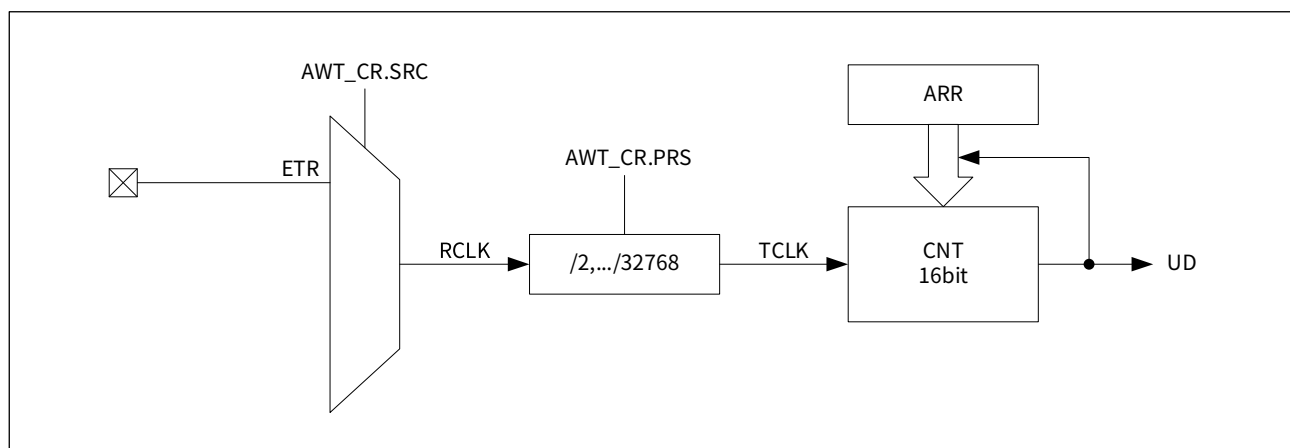 AWT_CR.SRC
ARR
ETR
AWT_CR.PRS
RCLK
/2,.../32768
TCLK
CNT
16bit
UD